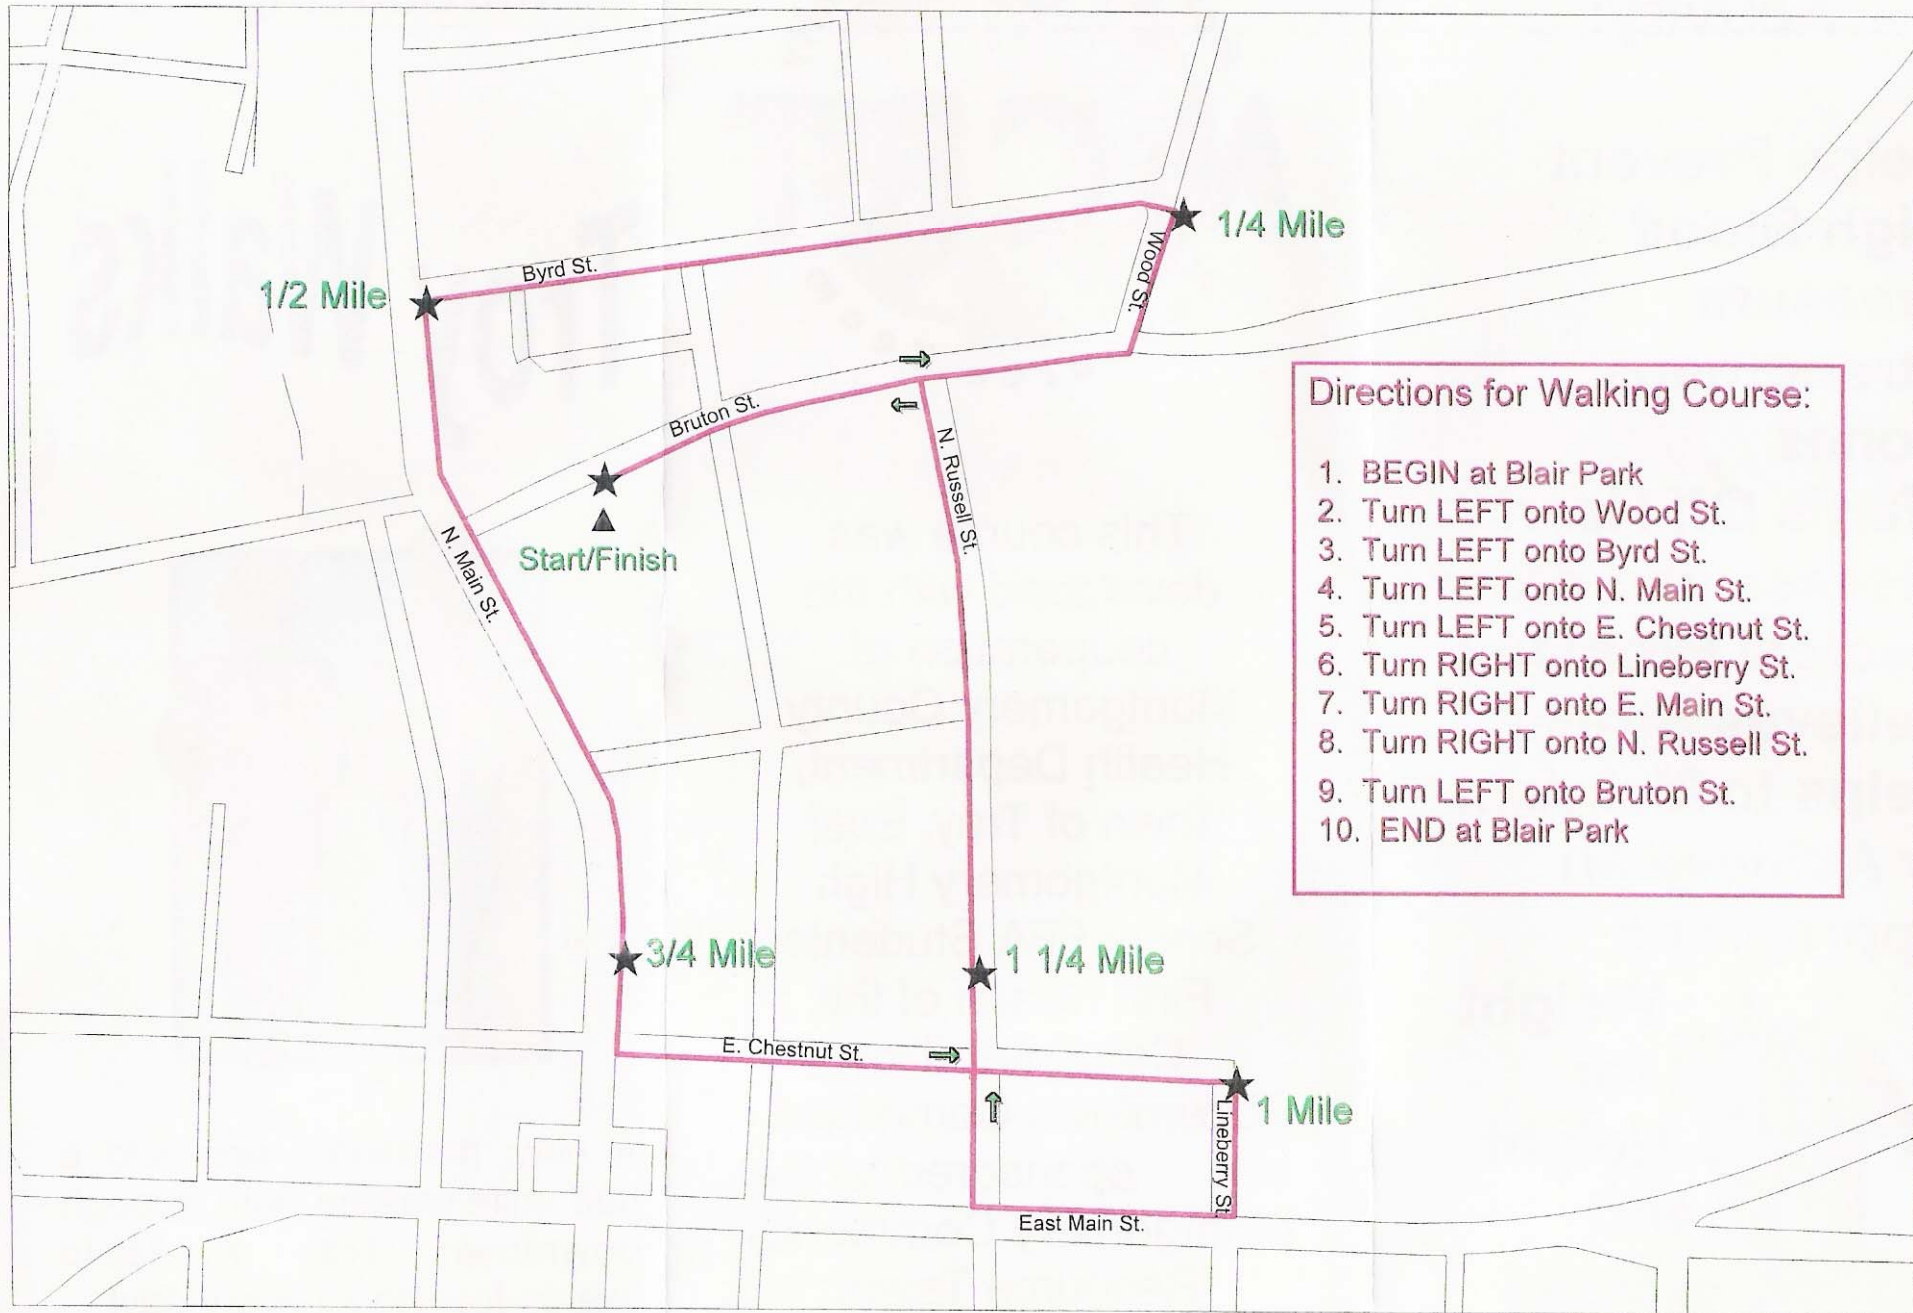 1/4 Mile
Wood St.
Byrd St.
1/2 Mile
Bruton St.
N. Russell St.
Start/Finish
N. Main St.
Directions for Walking Course:
1. BEGIN at Blair Park
2. Turn LEFT onto Wood St.
3. Turn LEFT onto Byrd St.
4. Turn LEFT onto N. Main St.
5. Turn LEFT onto E. Chestnut St.
6. Turn RIGHT onto Lineberry St.
7. Turn RIGHT onto E. Main St.
8. Turn RIGHT onto N. Russell St.
9. Turn LEFT onto Bruton St.
10. END at Blair Park
3/4 Mile
1 1/4 Mile
E. Chestnut St.
1 Mile
Lineberry St.
East Main St.